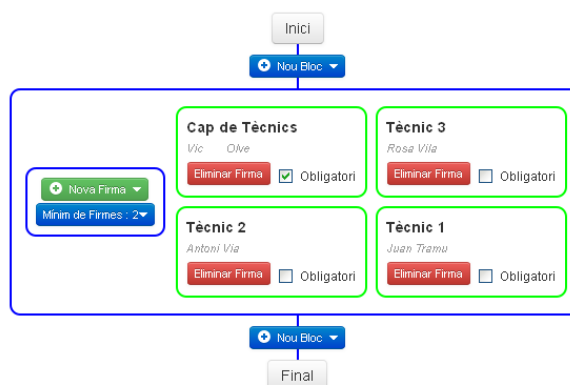 Inici
Nou Bloc
Cap de Tècnics
Vic Olve
Eliminar Firma Obligatori
Tècnic 3
Rosa Vila
Eliminar Firma Obligatori
Nova Firma
Mínim de Firmes : 2
Tècnic 2
Antoni Via
Eliminar Firma Obligatori
Tècnic 1
Juan Tramu
Eliminar Firma Obligatori
Nou Bloc
Final